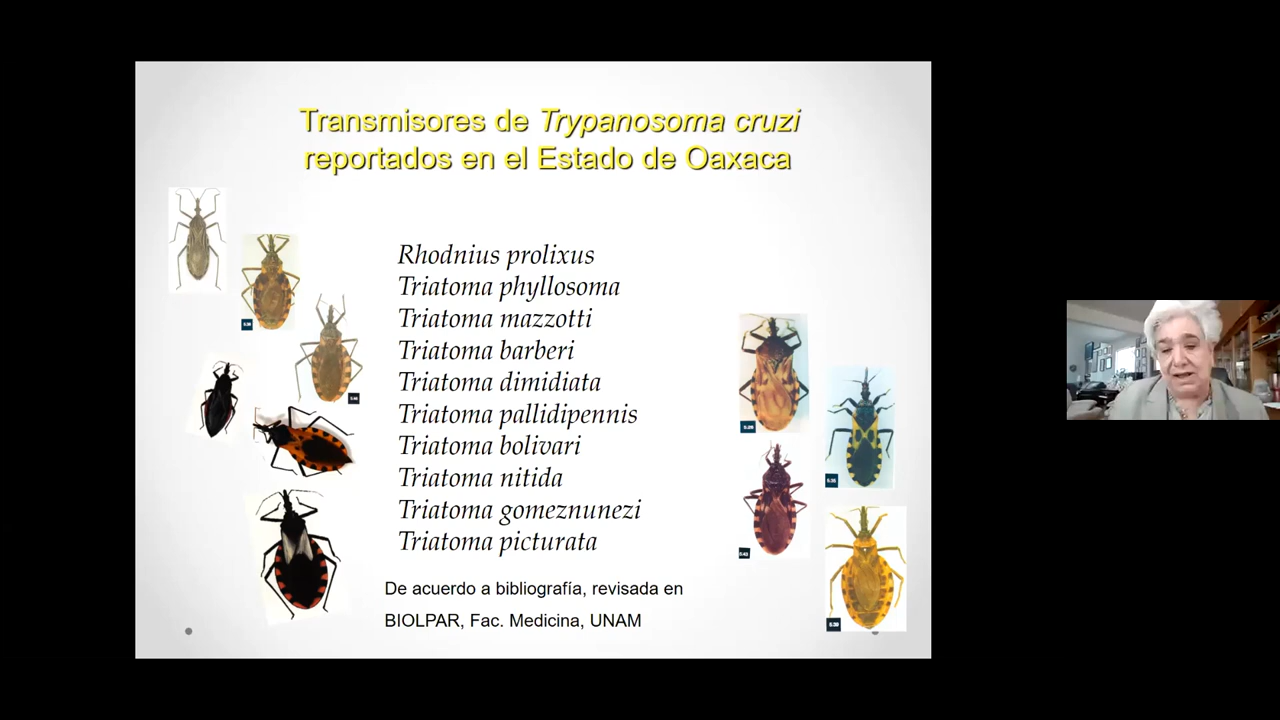 Transmisores de Trypanosoma cruzi
reportados en el Estado de Oaxaca
Rhodnius prolixus
Triatoma phyllosoma
Triatoma mazzotti
Triatoma barberi
Triatoma dimidiata
Triatoma pallidipennis
Triatoma bolivari
Triatoma nitida
Triatoma gomeznunezi
Triatoma picturata
De acuerdo a bibliografía, revisada en
BIOLPAR, Fac. Medicina, UNAM